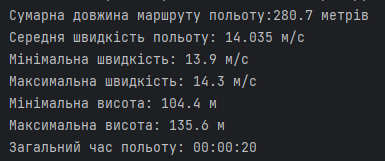 Сумарна довжина маршруту польоту:280.7 метрів
Середня швидкість польоту: 14.035 м/с
Мінімальна швидкість: 13.9 м/с
Максимальна швидкість: 14.3 м/с
Мінімальна висота: 104.4 м
Максимальна висота: 135.6 м
Загальний час польоту: 00:00:20